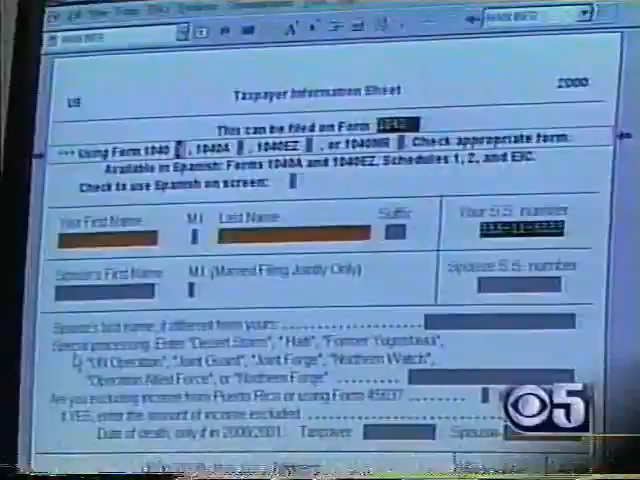 MAIN INFO
MAIN INFO
US Taxpayer Information Sheet 2000
This can be filed on Form 1040
Using Form 1040 , 1040A , 1040EZ , or 1040NR . Check appropriate form.
Available in Spanish: Forms 1040A and 1040EZ, Schedules 1, 2, and EIC.
Check to use Spanish on screen:
Your First Name M.I. Last Name Suffix Your S.S. number
Spouse's First Name M.I. (Married Filing Jointly Only) Spouse S.S. number
Spouse's last name, if different from yours
Special processing. Enter "Desert Storm", "Haiti", "Former Yugoslavia",
"UN Operation", "Joint Guard", "Joint Forge", "Northern Watch",
"Operation Allied Force", or "Northern Forge"
Are you excluding income from Puerto Rico or using Form 4563?
If YES, enter the amount of income excluded
Date of death, only if in 2000/2001 Taxpayer Spouse
5